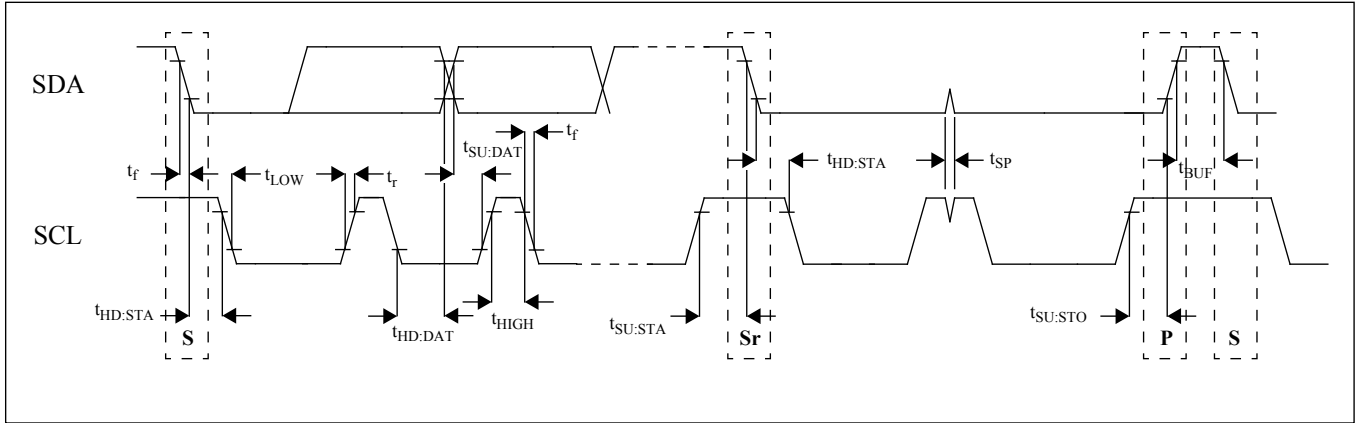 SDA
t_f
t_SU:DAT
t_f
t_LOW
t_r
t_HD:STA
t_SP
t_BUF
SCL
t_HD:STA
t_HD:DAT
t_HIGH
t_SU:STA
t_SU:STO
S
Sr
P
S